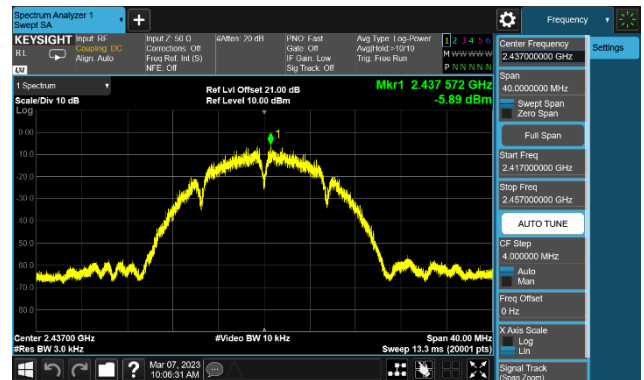 Spectrum Analyzer 1
Swept SA
Frequency
KEYSIGHT
RL
Input: RF
Coupling: DC
Align: Auto
Input Z: 50 Ω
Corrections: Off
Freq Ref: Int (S)
NFE: Off
#Atten: 20 dB
PNO: Fast
Gate: Off
IF Gain: Low
Sig Track: Off
Avg Type: Log-Power
Avg|Hold:>10/10
Trig: Free Run
1 2 3 4 5 6
M W W W W W
P N N N N N
LXI
1 Spectrum
Scale/Div 10 dB
Log
Ref Lvl Offset 21.00 dB
Ref Level 10.00 dBm
Mkr1 2.437 572 GHz
-5.89 dBm
1
0.00
-10.0
-20.0
-30.0
-40.0
-50.0
-60.0
-70.0
-80.0
Center 2.43700 GHz
#Res BW 3.0 kHz
#Video BW 10 kHz
Span 40.00 MHz
Sweep 13.3 ms (20001 pts)
Mar 07, 2023
10:06:31 AM
Center Frequency
2.437000000 GHz
Settings
Span
40.0000000 MHz
Swept Span
Zero Span
Full Span
Start Freq
2.417000000 GHz
Stop Freq
2.457000000 GHz
AUTO TUNE
CF Step
4.000000 MHz
Auto
Man
Freq Offset
0 Hz
X Axis Scale
Log
Lin
Signal Track
(Span Zoom)